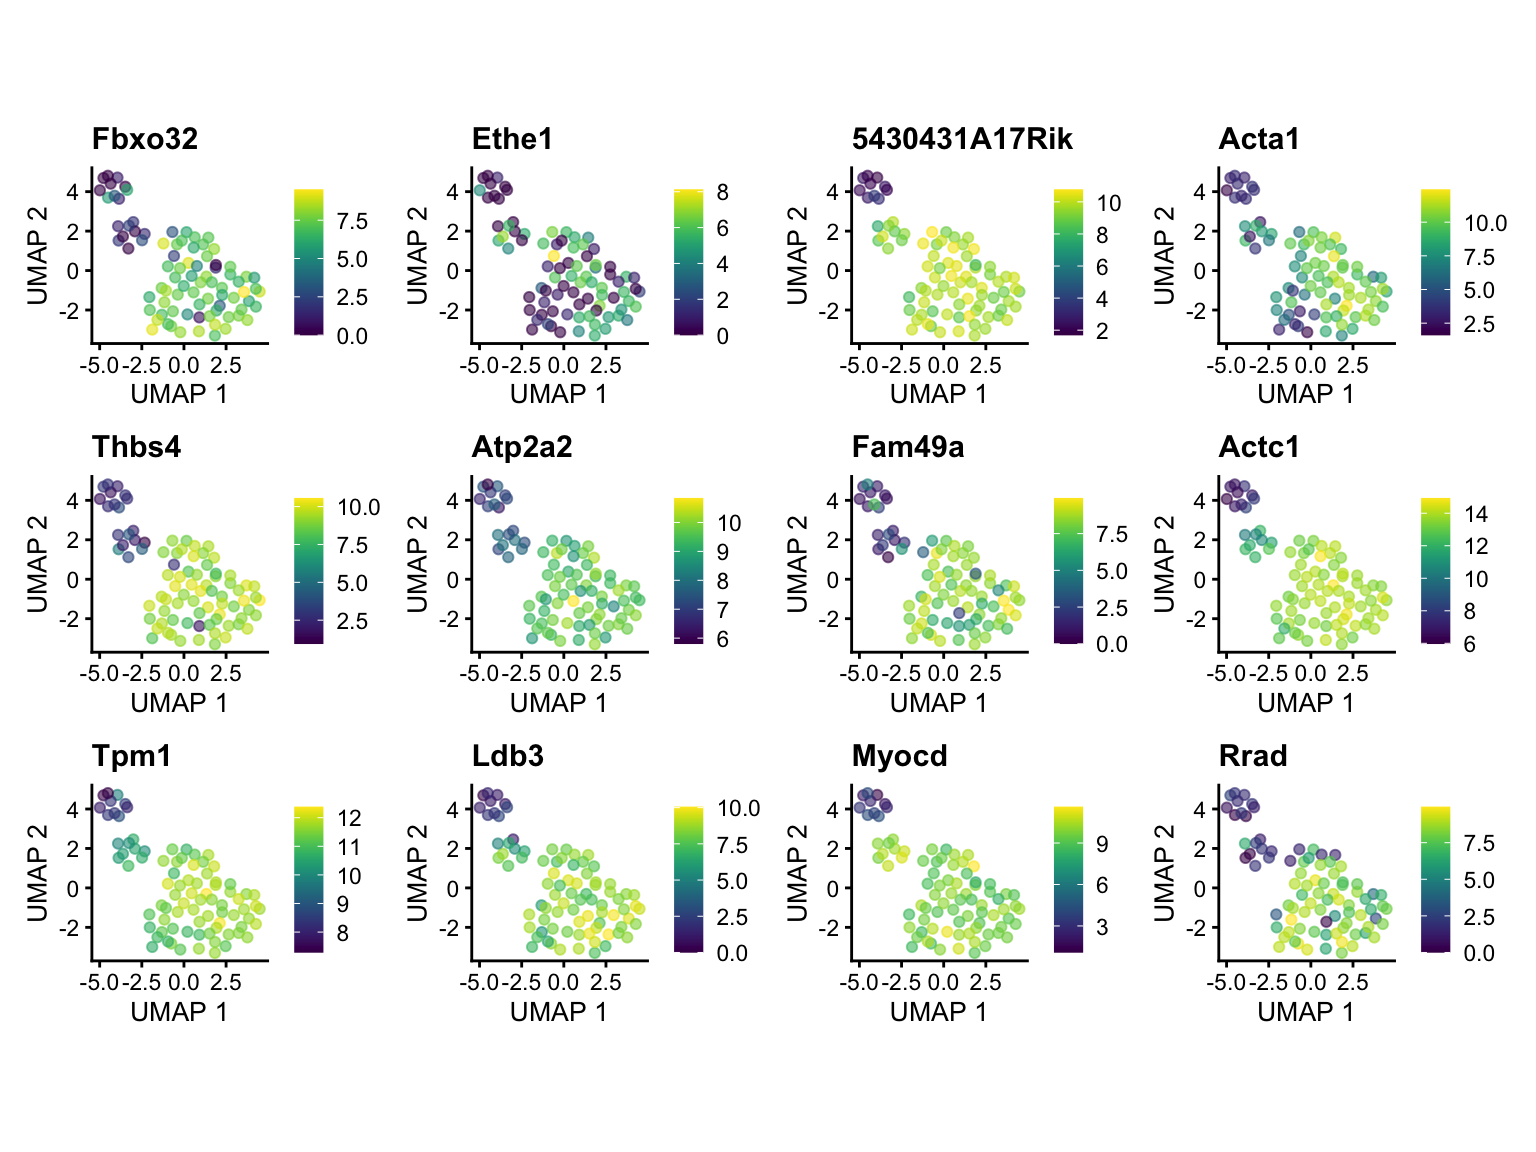 Fbxo32 Ethe1 5430431A17Rik Acta1
UMAP 2 4 2 0 -2 7.5 5.0 2.5 0.0
UMAP 2 4 2 0 -2 8 6 4 2 0
UMAP 2 4 2 0 -2 10 8 6 4 2
UMAP 2 4 2 0 -2 10.0 7.5 5.0 2.5
-5.0 -2.5 0.0 2.5 -5.0 -2.5 0.0 2.5 -5.0 -2.5 0.0 2.5 -5.0 -2.5 0.0 2.5
UMAP 1 UMAP 1 UMAP 1 UMAP 1
Thbs4 Atp2a2 Fam49a Actc1
UMAP 2 4 2 0 -2 10.0 7.5 5.0 2.5
UMAP 2 4 2 0 -2 10 9 8 7 6
UMAP 2 4 2 0 -2 7.5 5.0 2.5 0.0
UMAP 2 4 2 0 -2 14 12 10 8 6
-5.0 -2.5 0.0 2.5 -5.0 -2.5 0.0 2.5 -5.0 -2.5 0.0 2.5 -5.0 -2.5 0.0 2.5
UMAP 1 UMAP 1 UMAP 1 UMAP 1
Tpm1 Ldb3 Myocd Rrad
UMAP 2 4 2 0 -2 12 11 10 9 8
UMAP 2 4 2 0 -2 10.0 7.5 5.0 2.5 0.0
UMAP 2 4 2 0 -2 9 6 3
UMAP 2 4 2 0 -2 7.5 5.0 2.5 0.0
-5.0 -2.5 0.0 2.5 -5.0 -2.5 0.0 2.5 -5.0 -2.5 0.0 2.5 -5.0 -2.5 0.0 2.5
UMAP 1 UMAP 1 UMAP 1 UMAP 1